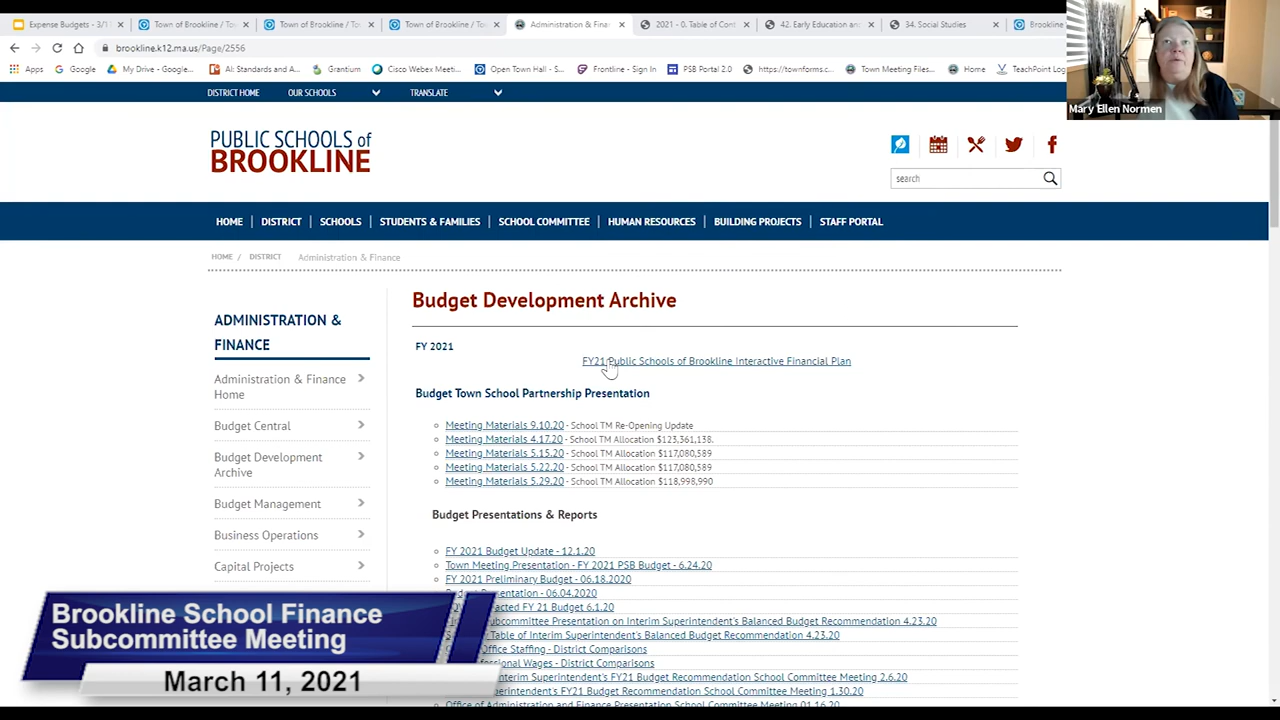 Expense Budgets - 3/1
Town of Brookline / To
Town of Brookline / To
Town of Brookline / To
Administration & Fina
2021 - 0. Table of Cont
42. Early Education an
34. Social Studies
Brookline
brookline.k12.ma.us/Page/2556
Apps
Google
My Drive - Google...
AI: Standards and A...
Grantium
Cisco Webex Meeti...
Open Town Hall - S...
Frontline - Sign In
PSB Portal 2.0
https://townforms.c...
Town Meeting Files...
Home
TeachPoint Log
Mary Ellen Normen
DISTRICT HOME
OUR SCHOOLS
TRANSLATE
PUBLIC SCHOOLS of
BROOKLINE
search
HOME
DISTRICT
SCHOOLS
STUDENTS & FAMILIES
SCHOOL COMMITTEE
HUMAN RESOURCES
BUILDING PROJECTS
STAFF PORTAL
HOME / DISTRICT Administration & Finance
ADMINISTRATION &
FINANCE
Administration & Finance
Home
Budget Central
Budget Development
Archive
Budget Management
Business Operations
Capital Projects
Budget Development Archive
FY 2021
FY21 Public Schools of Brookline Interactive Financial Plan
Budget Town School Partnership Presentation
Meeting Materials 9.10.20 - School TM Re-Opening Update
Meeting Materials 4.17.20 - School TM Allocation $123,361,138.
Meeting Materials 5.15.20 - School TM Allocation $117,080,589
Meeting Materials 5.22.20 - School TM Allocation $117,080,589
Meeting Materials 5.29.20 - School TM Allocation $118,998,990
Budget Presentations & Reports
FY 2021 Budget Update - 12.1.20
Town Meeting Presentation - FY 2021 PSB Budget - 6.24.20
FY 2021 Preliminary Budget - 06.18.2020
Presentation - 06.04.2020
FY 21 Budget 6.1.20
Subcommittee Presentation on Interim Superintendent's Balanced Budget Recommendation 4.23.20
Table of Interim Superintendent's Balanced Budget Recommendation 4.23.20
Office Staffing - District Comparisons
Wages - District Comparisons
Interim Superintendent's FY21 Budget Recommendation School Committee Meeting 2.6.20
FY21 Budget Recommendation School Committee Meeting 1.30.20
Office of Administration and Finance Presentation School Committee Meeting 01.16.20
Brookline School Finance
Subcommittee Meeting
March 11, 2021